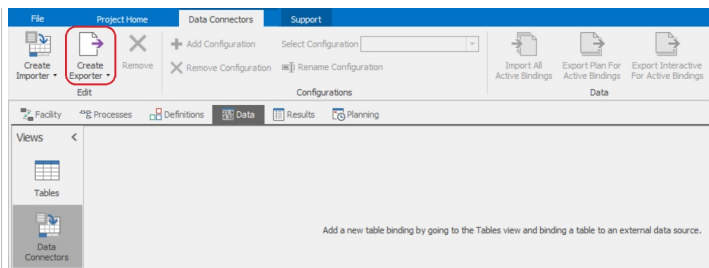 File Project Home Data Connectors Support
Create Importer
Create Exporter
Remove
Add Configuration
Remove Configuration
Select Configuration
Rename Configuration
Import All Active Bindings
Export Plan For Active Bindings
Export Interactive For Active Bindings
Edit Configurations Data
Facility Processes Definitions Data Results Planning
Views
Tables
Data Connectors
Add a new table binding by going to the Tables view and binding a table to an external data source.